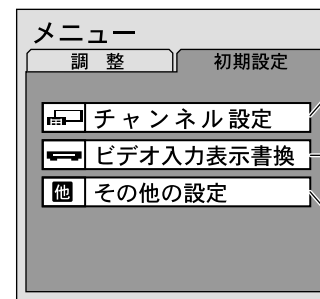 メニュー
調 整 初期設定
チャンネル設定
ビデオ入力表示書換
他 その他の設定